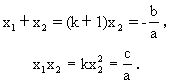 x₁ + x₂ = (k + 1)x₂ = -b/a ,
x₁x₂ = kx₂² = c/a .